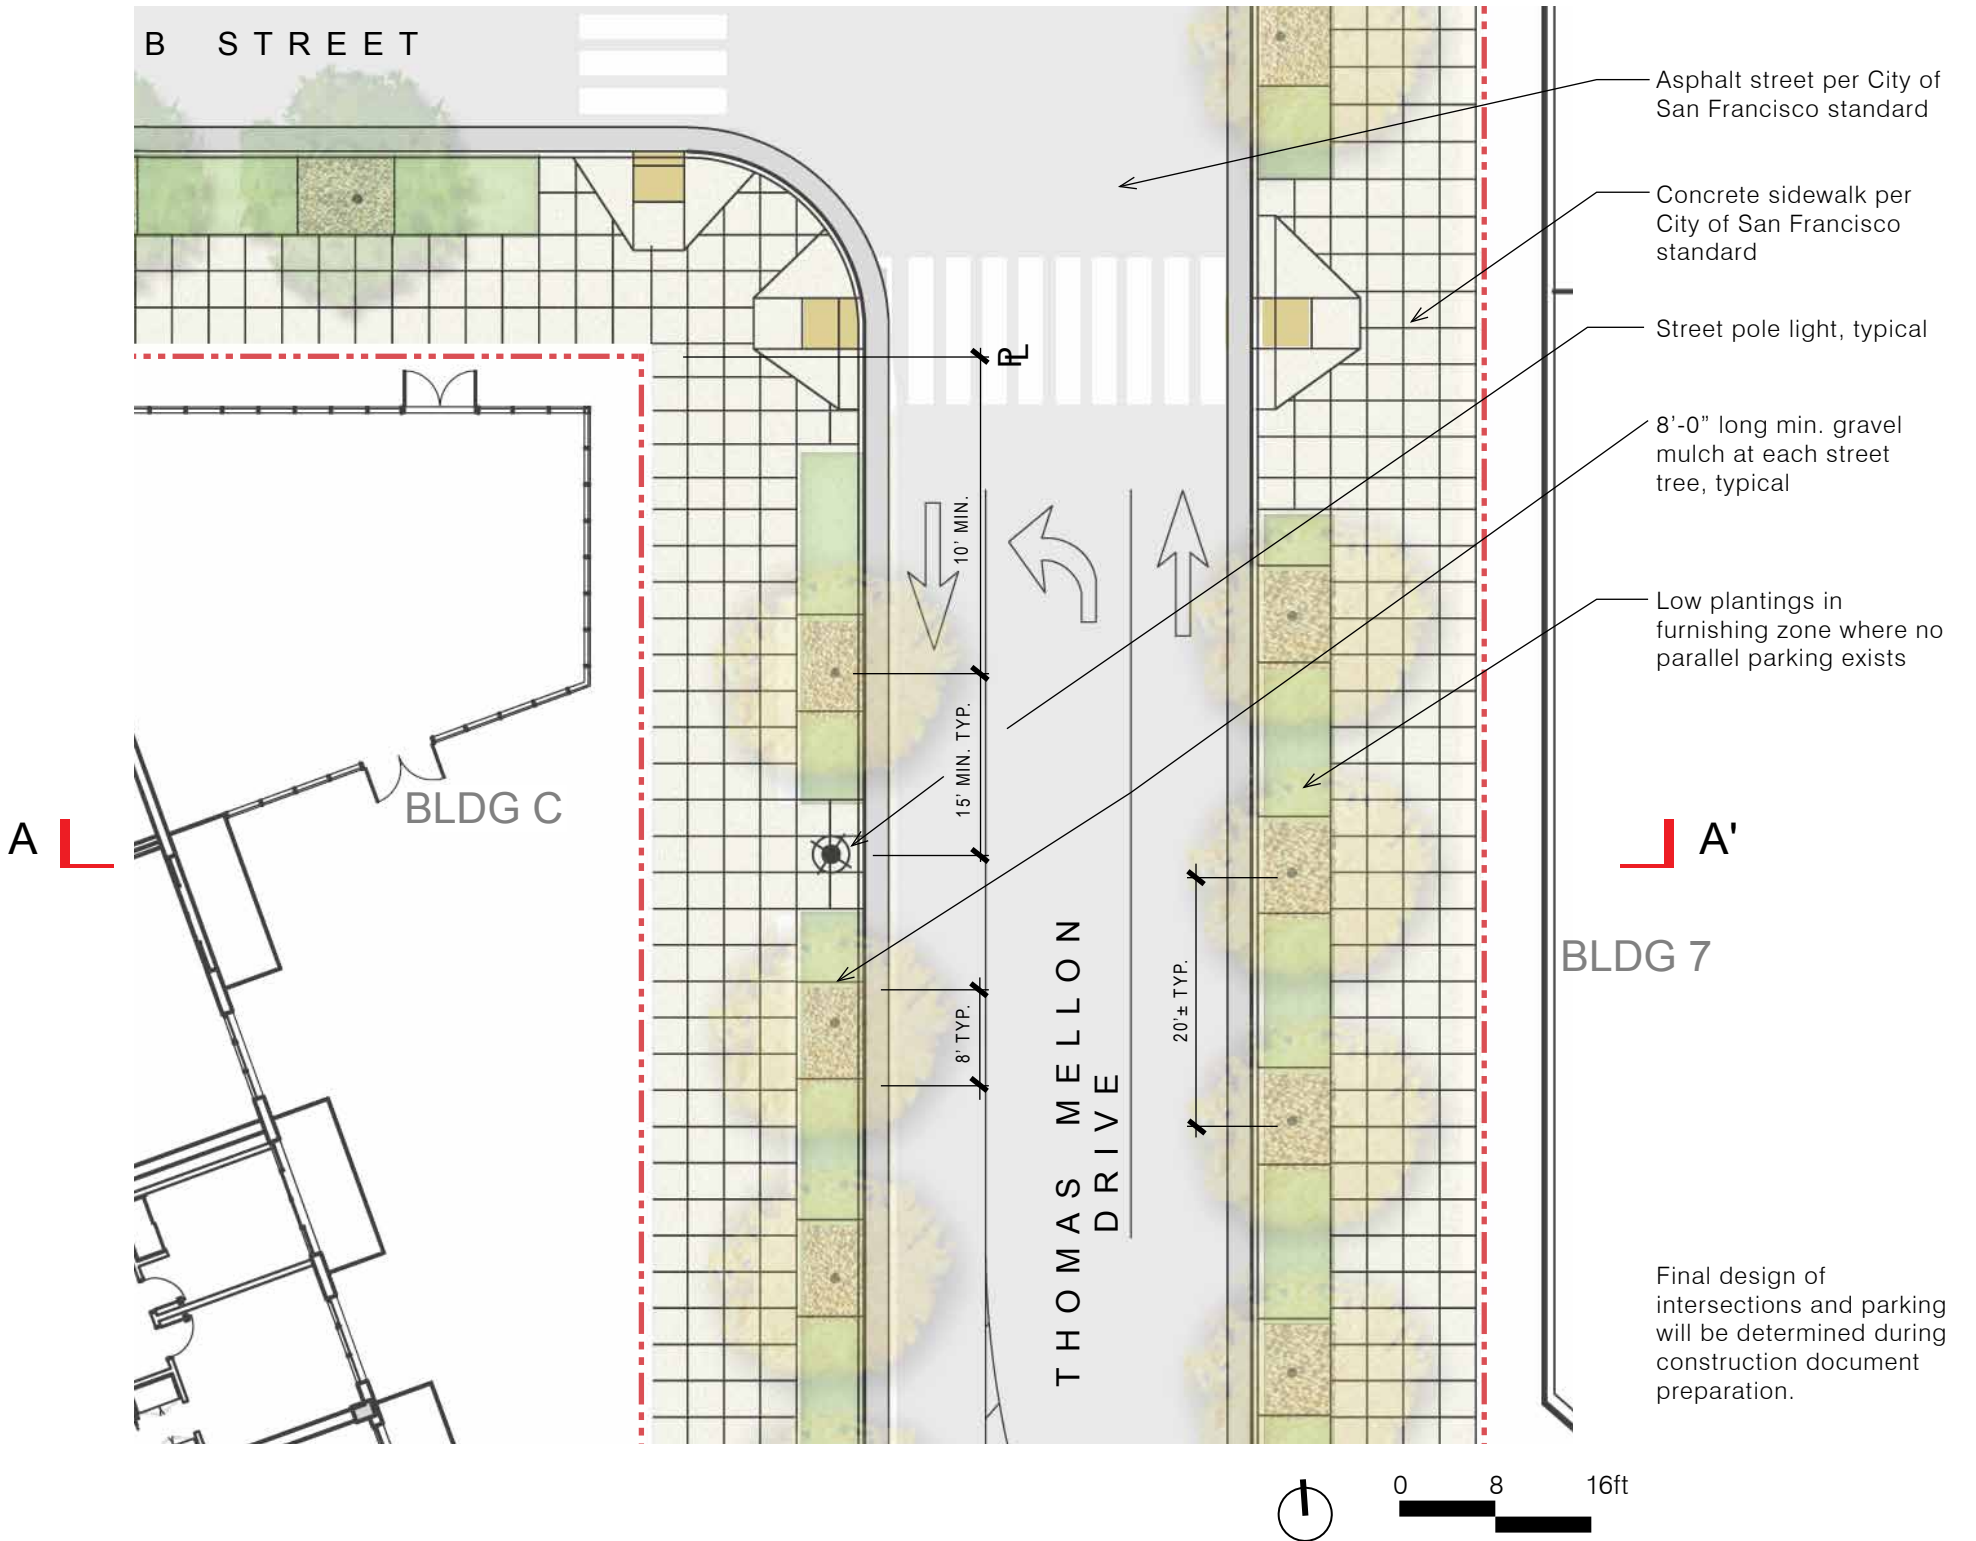 B STREET
Asphalt street per City of
San Francisco standard
Concrete sidewalk per
City of San Francisco
standard
Street pole light, typical
PL
8’-0” long min. gravel
mulch at each street
tree, typical
10' MIN.
Low plantings in
furnishing zone where no
parallel parking exists
15' MIN. TYP.
BLDG C
A
A'
BLDG 7
8' TYP.
20'± TYP.
THOMAS MELLON
DRIVE
Final design of
intersections and parking
will be determined during
construction document
preparation.
0 8 16ft